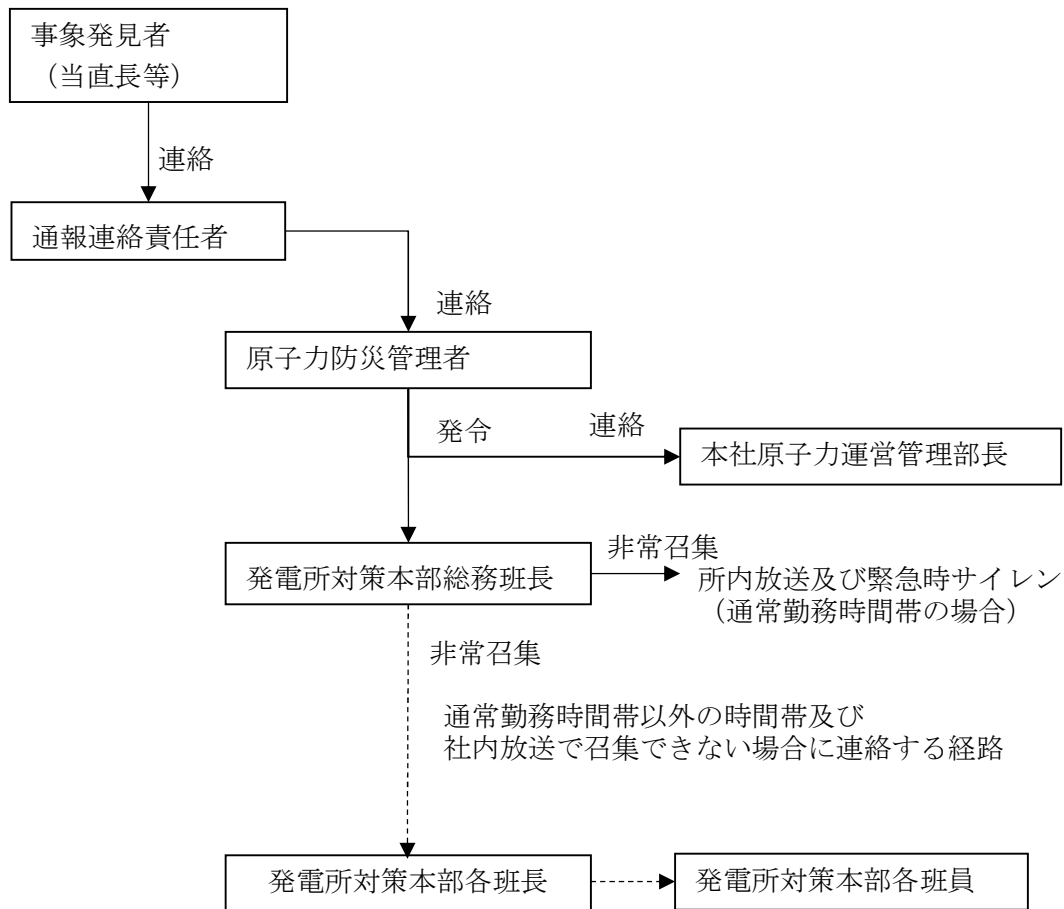 事象発見者
（当直長等）
連絡
通報連絡責任者
連絡
原子力防災管理者
発令
連絡
本社原子力運営管理部長
発電所対策本部総務班長
非常召集
所内放送及び緊急時サイレン
（通常勤務時間帯の場合）
非常召集
通常勤務時間帯以外の時間帯及び
社内放送で召集できない場合に連絡する経路
発電所対策本部各班長
発電所対策本部各班員